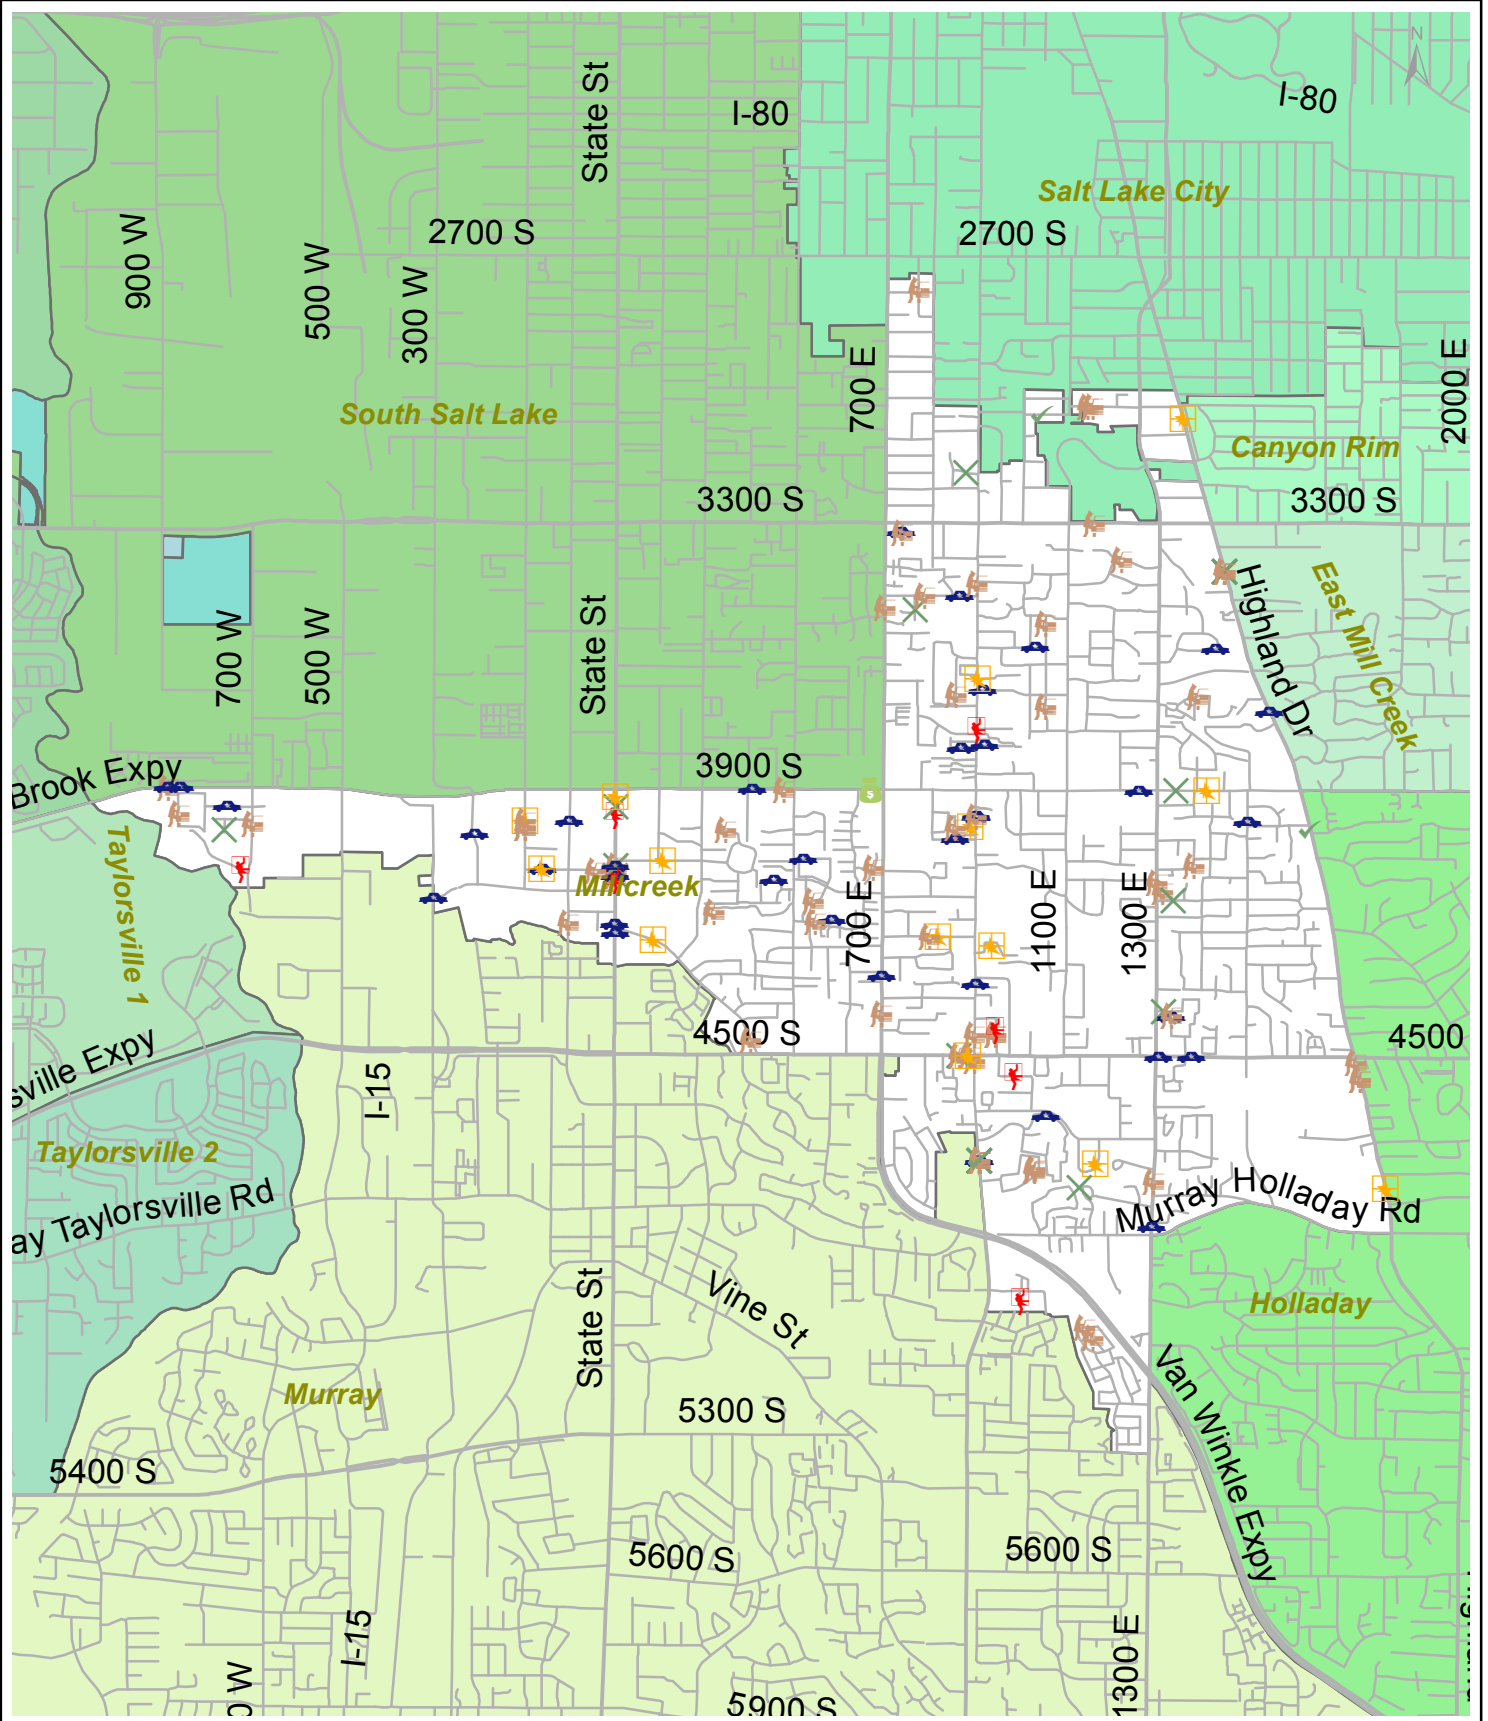 N
State St
I-80
I-80
Salt Lake City
900 W
2700 S
2700 S
500 W
300 W
700 E
2000 E
South Salt Lake
Canyon Rim
3300 S
3300 S
Highland Dr
East Mill Creek
700 W
500 W
State St
Brook Expy
3900 S
Taylorsville 1
Millcreek
700 E
1100 E
1300 E
4500 S
4500
sville Expy
I-15
Taylorsville 2
ay Taylorsville Rd
Murray Holladay Rd
State St
Vine St
Holladay
Murray
5300 S
Van Winkle Expy
5400 S
5600 S
5600 S
I-15
1300 E
0 W
5900 S